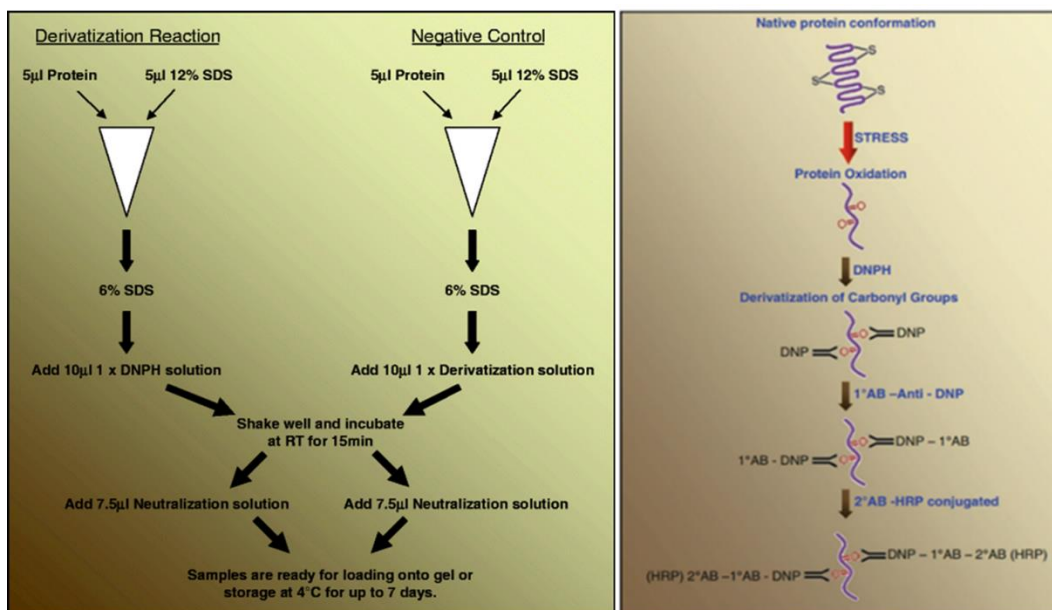 Derivatization Reaction
Negative Control
5µl Protein
5µl 12% SDS
5µl Protein
5µl 12% SDS
6% SDS
6% SDS
Add 10µl 1 x DNPH solution
Add 10µl 1 x Derivatization solution
Shake well and incubate
at RT for 15min
Add 7.5µl Neutralization solution
Add 7.5µl Neutralization solution
Samples are ready for loading onto gel or
storage at 4°C for up to 7 days.
Native protein conformation
S
S
S
STRESS
Protein Oxidation
O
O
DNPH
Derivatization of Carbonyl Groups
O DNP
DNP O
1°AB –Anti - DNP
O DNP – 1°AB
1°AB - DNP O
2°AB -HRP conjugated
O DNP – 1°AB – 2°AB (HRP)
(HRP) 2°AB –1°AB - DNP O